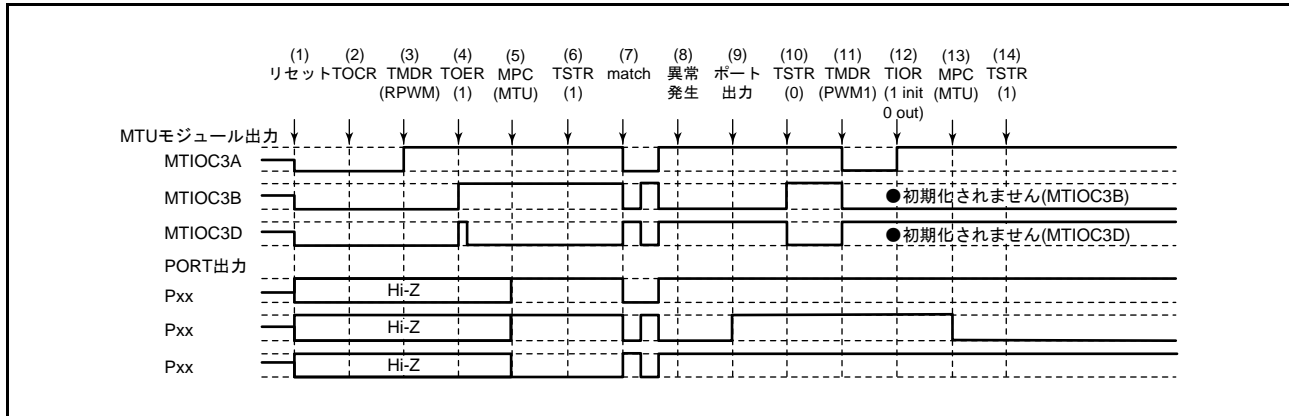 (1) (2) (3) (4) (5) (6) (7) (8) (9) (10) (11) (12) (13) (14)
リセット TOCR TMDR TOER MPC TSTR match 異常 ポート TSTR TMDR TIOR MPC TSTR
(RPWM) (1) (MTU) (1) 発生 出力 (0) (PWM1) (1 init (MTU) (1)
0 out)
MTUモジュール出力
MTIOC3A
MTIOC3B ●初期化されません(MTIOC3B)
MTIOC3D ●初期化されません(MTIOC3D)
PORT出力
Pxx Hi-Z
Pxx Hi-Z
Pxx Hi-Z